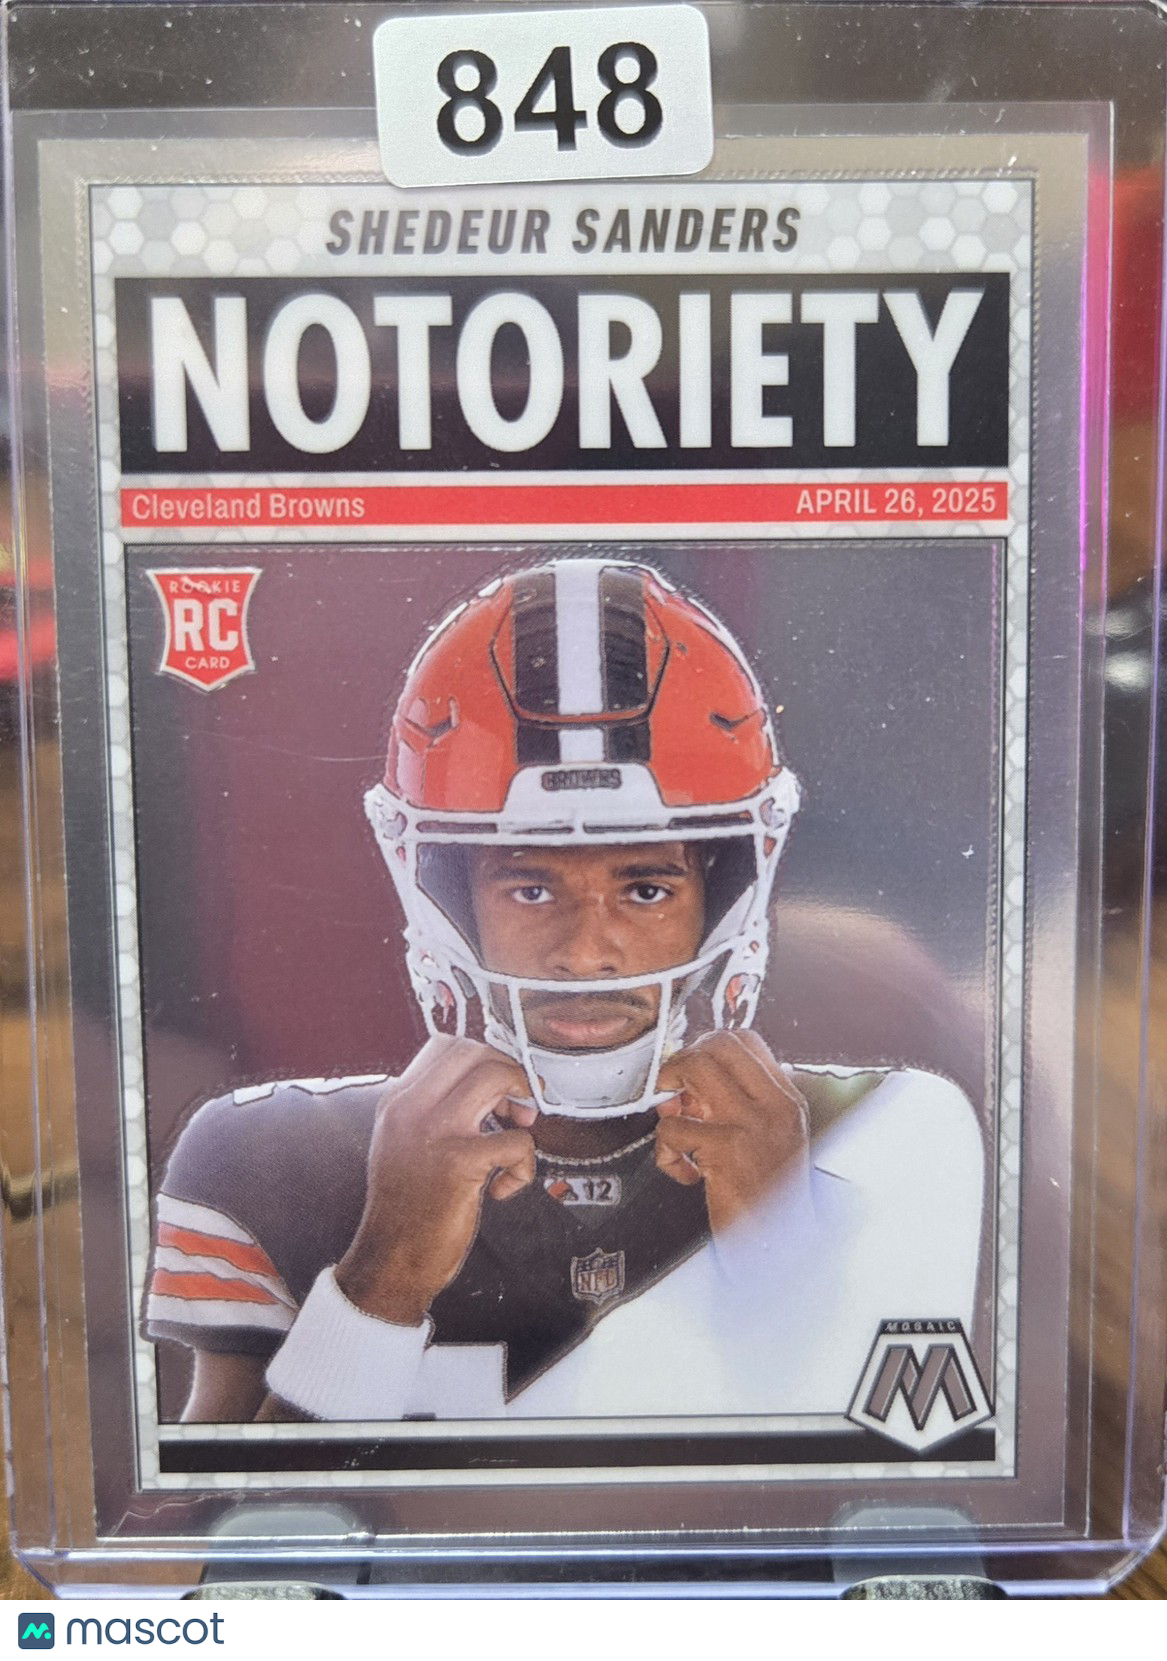 848
SHEDEUR SANDERS
NOTORIETY
Cleveland Browns APRIL 26, 2025
ROOKIE
RC
CARD
BROWNS
12
NFL
MOSAIC
M
mascot